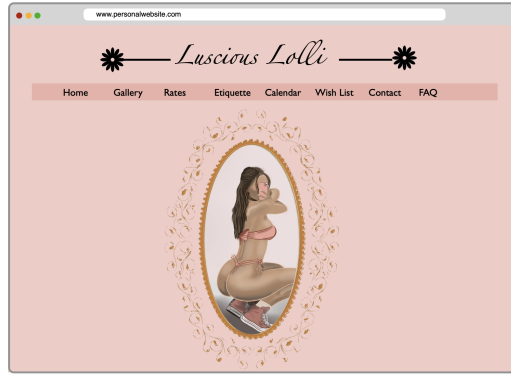 www.personalwebsite.com
Luscious Lolli
Home Gallery Rates Etiquette Calendar Wish List Contact FAQ